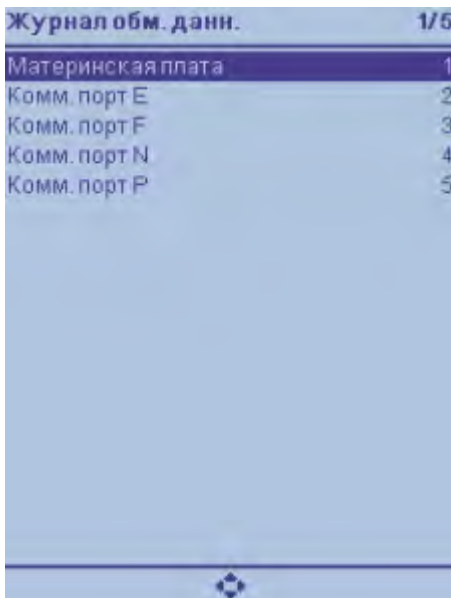 Журнал обм. данн. 1/5
Материнская плата 1
Комм. порт E 2
Комм. порт F 3
Комм. порт N 4
Комм. порт P 5